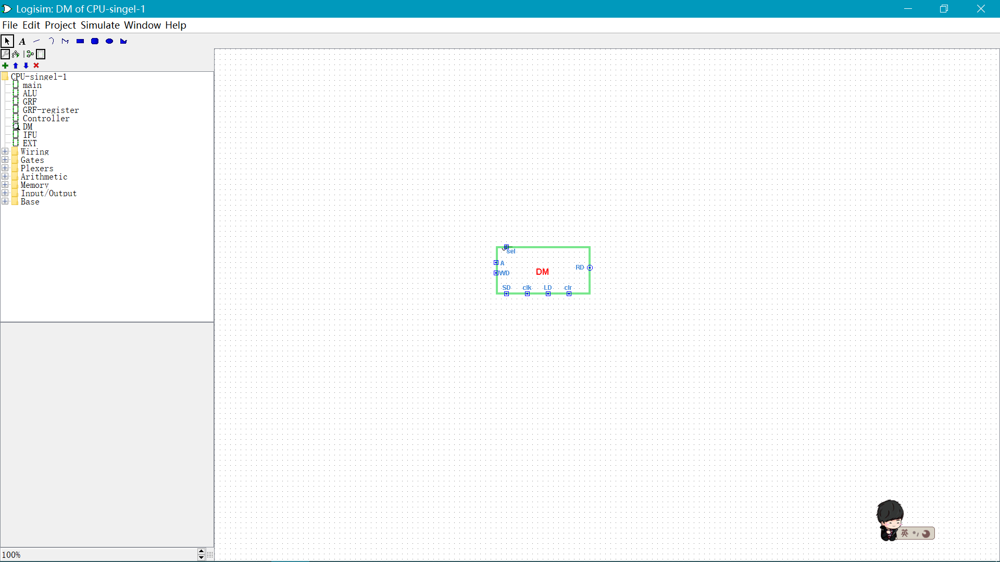 Logisim: DM of CPU-singel-1
File Edit Project Simulate Window Help
A
CPU-singel-1
main
ALU
GRF
GRF-register
Controller
DM
IFU
EXT
Wiring
Gates
Plexers
Arithmetic
Memory
Input/Output
Base
sel
A
WD
DM
RD
SD clk LD clr
英
100%